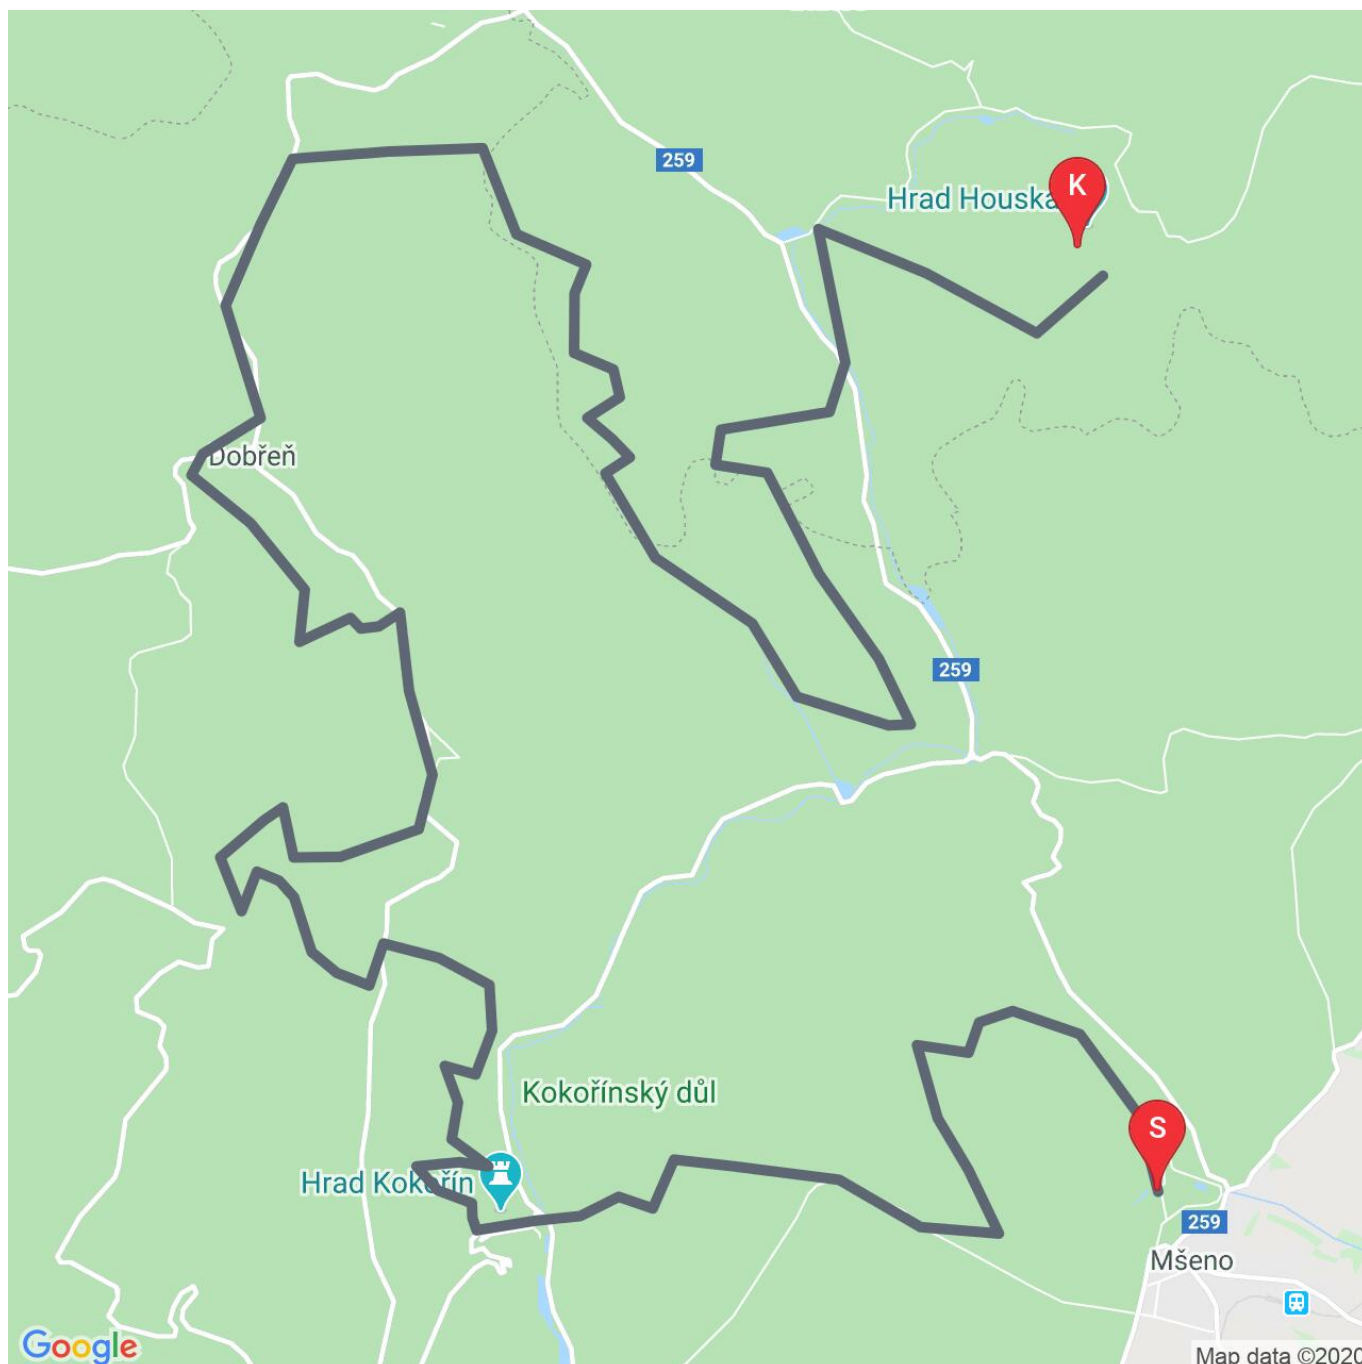 259
Hrad Houska
K
Dobřeň
259
Kokořínský důl
Hrad Kokořín
S
259
Mšeno
Google
Map data ©2020